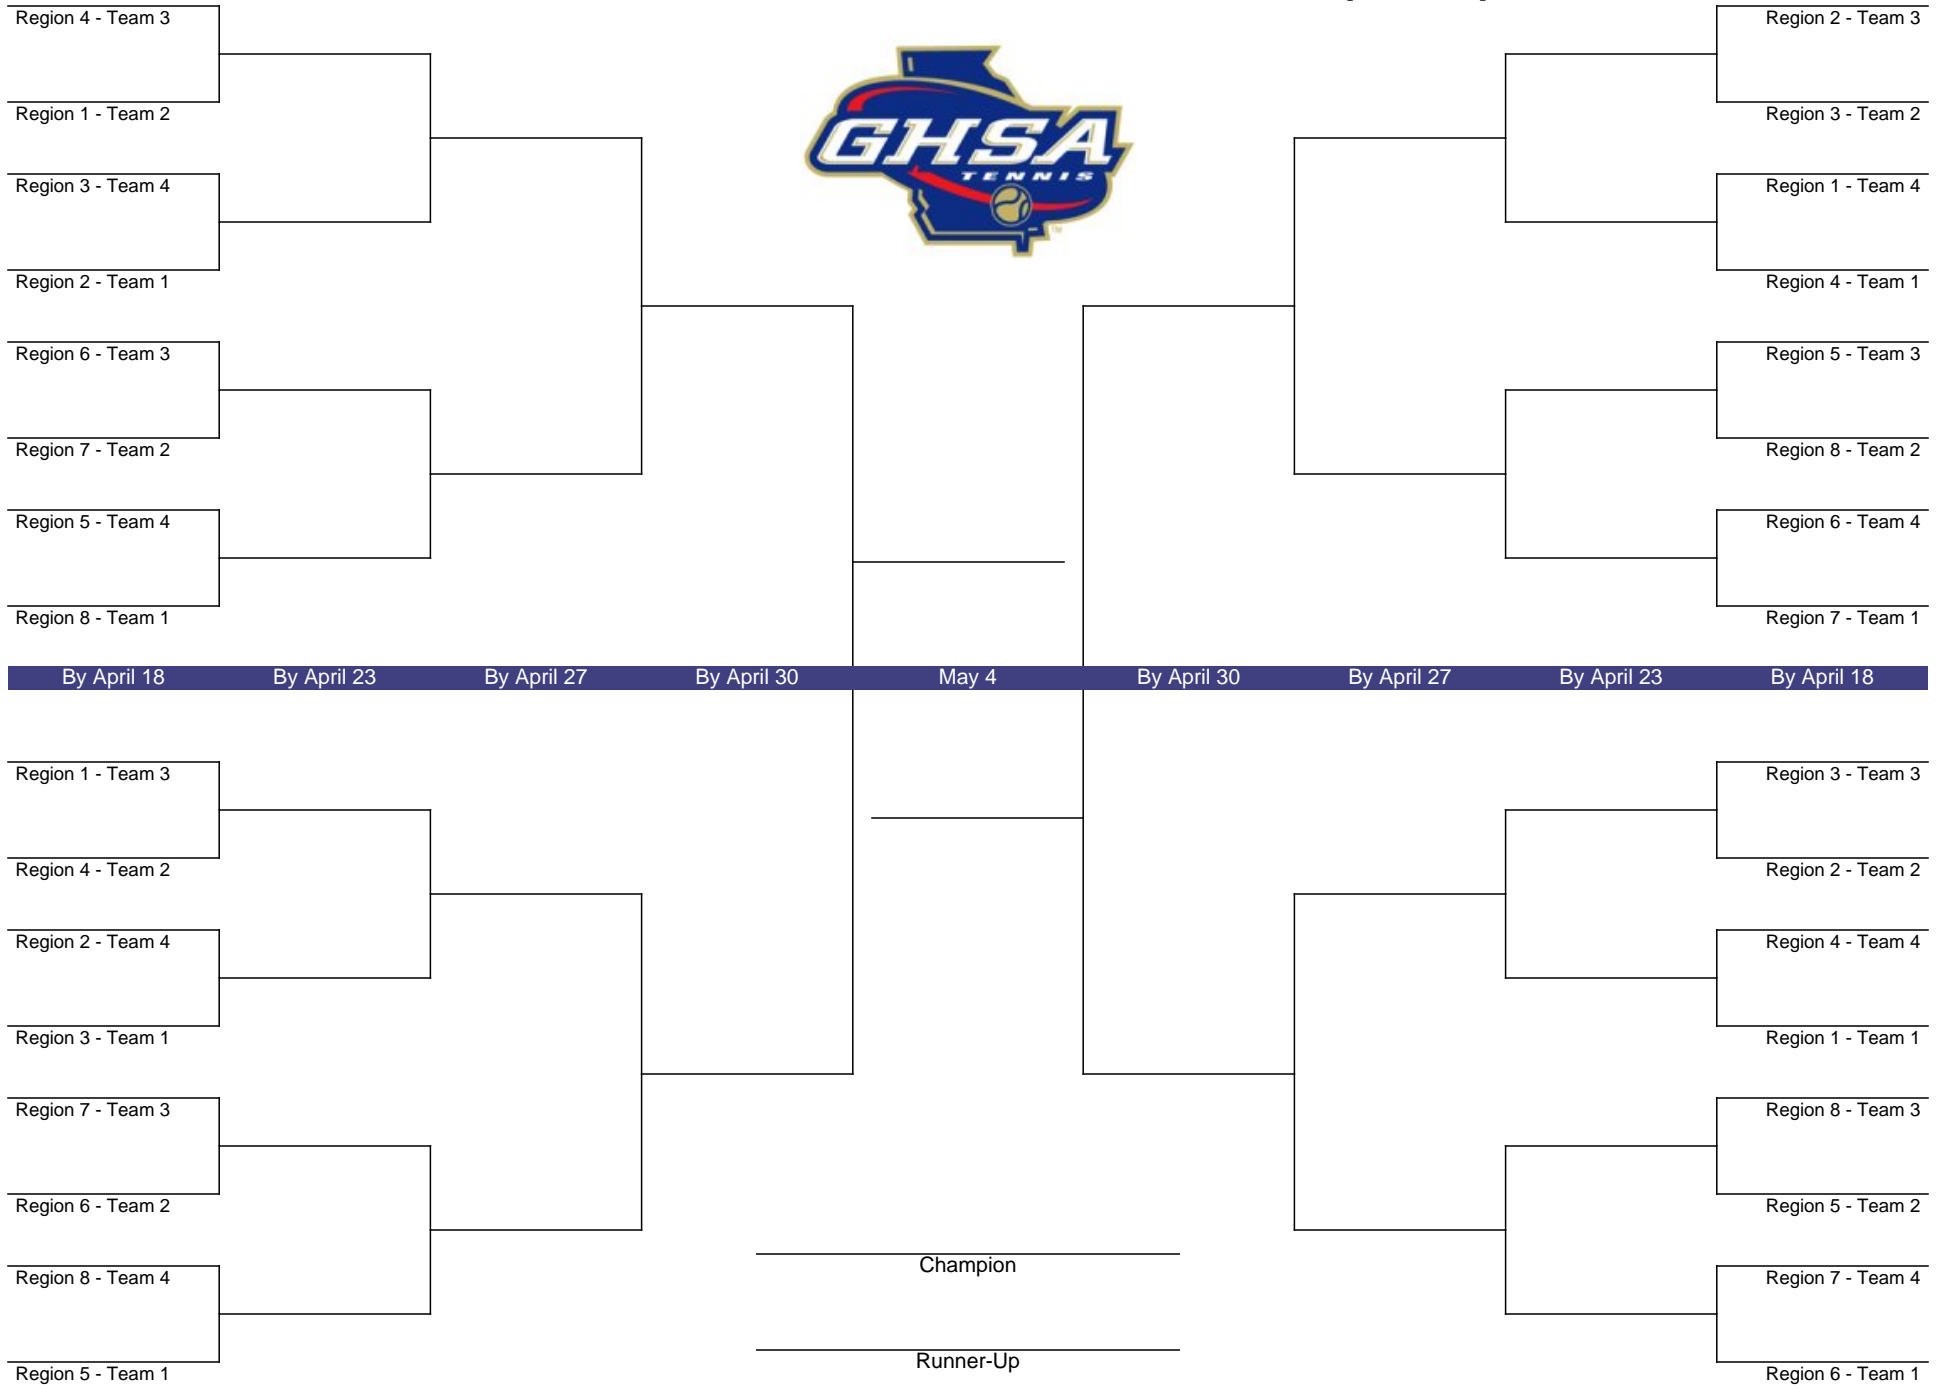 Region 4 - Team 3
Region 2 - Team 3
Region 1 - Team 2
Region 3 - Team 2
GHSA
TENNIS
TM
Region 3 - Team 4
Region 1 - Team 4
Region 2 - Team 1
Region 4 - Team 1
Region 6 - Team 3
Region 5 - Team 3
Region 7 - Team 2
Region 8 - Team 2
Region 5 - Team 4
Region 6 - Team 4
Region 8 - Team 1
Region 7 - Team 1
By April 18 By April 23 By April 27 By April 30 May 4 By April 30 By April 27 By April 23 By April 18
Region 1 - Team 3
Region 3 - Team 3
Region 4 - Team 2
Region 2 - Team 2
Region 2 - Team 4
Region 4 - Team 4
Region 3 - Team 1
Region 1 - Team 1
Region 7 - Team 3
Region 8 - Team 3
Region 6 - Team 2
Region 5 - Team 2
Champion
Region 8 - Team 4
Region 7 - Team 4
Runner-Up
Region 5 - Team 1
Region 6 - Team 1